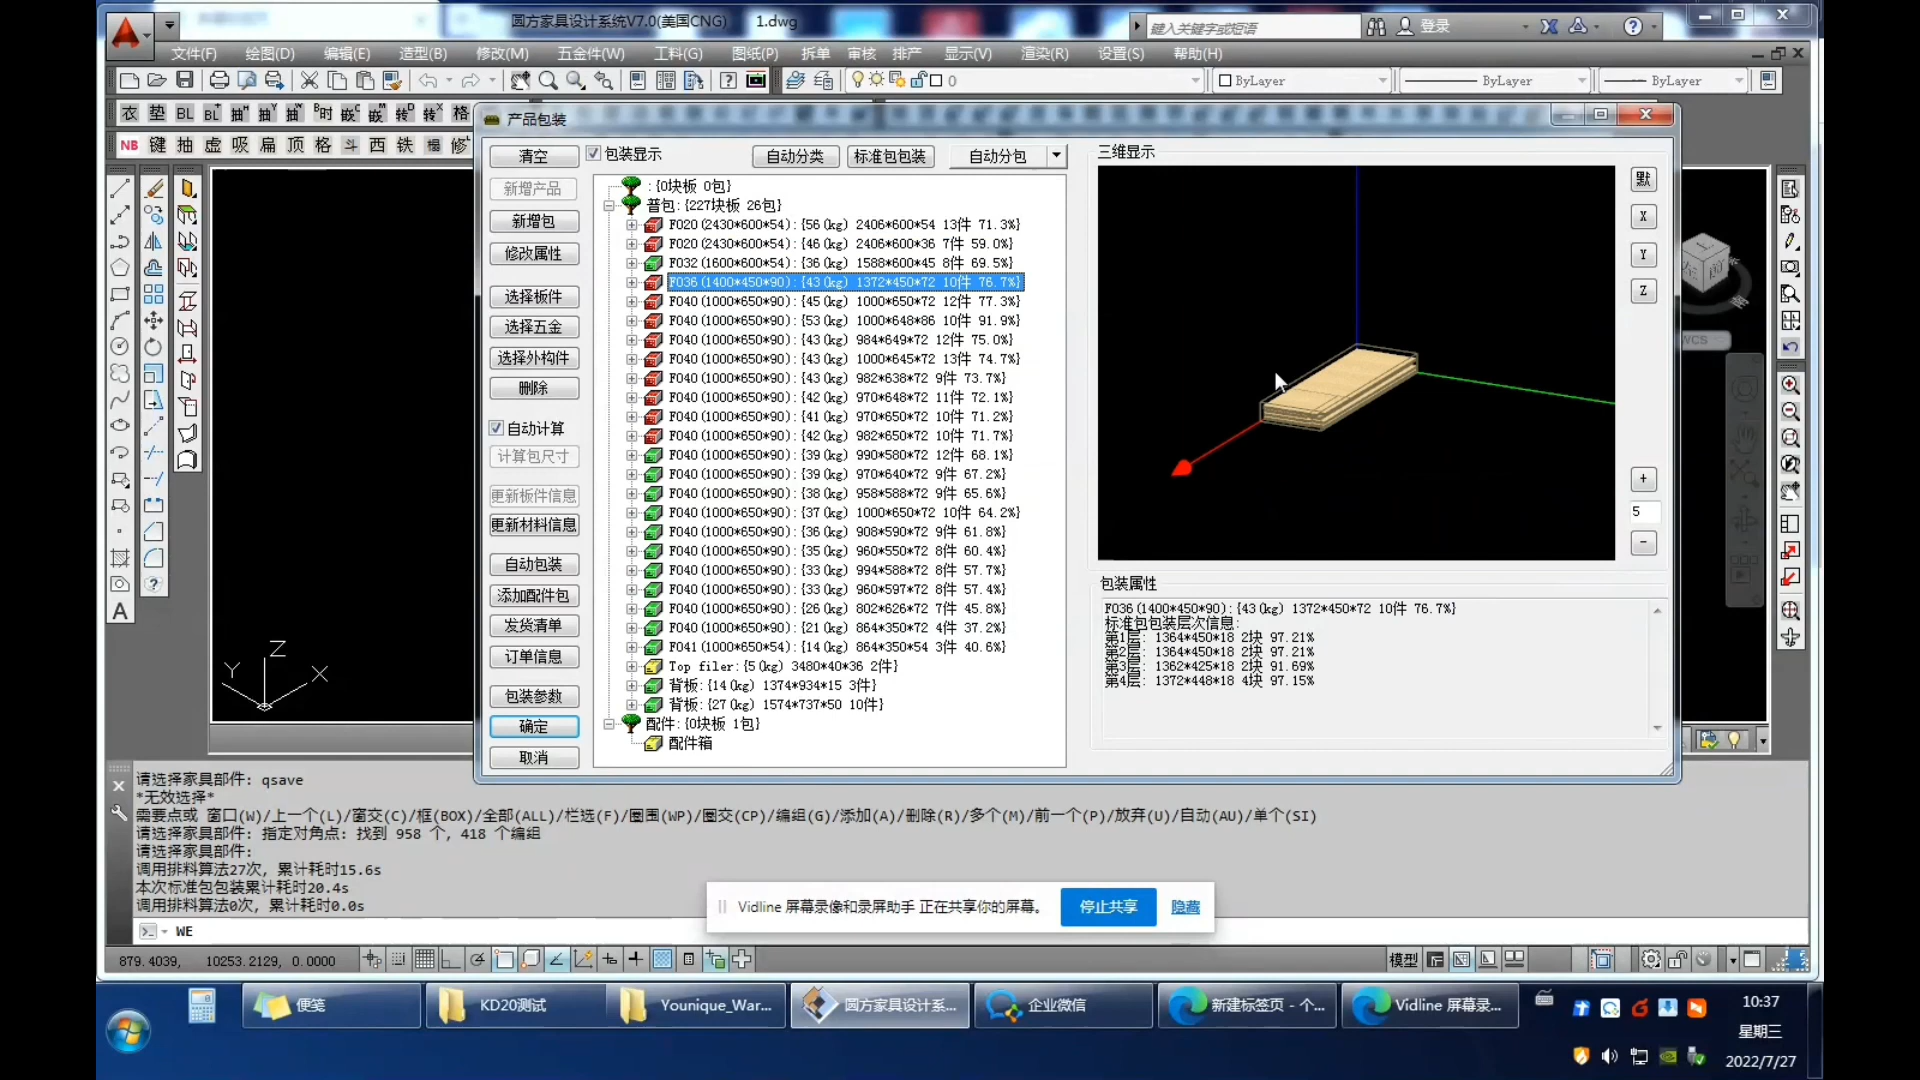 圆方家具设计系统V7.0(美国CNG) 1.dwg
键入关键字或短语
登录
文件(F) 绘图(D) 编辑(E) 造型(B) 修改(M) 五金件(W) 工料(G) 图纸(P) 拆单 审核 排产 显示(V) 渲染(R) 设置(S) 帮助(H)
0
ByLayer
ByLayer
ByLayer
衣 垫 BL
NB 键 抽 虚 吸 扁 顶 格 斗 西 铁
产品包装
清空
新增产品
新增包
修改属性
选择板件
选择五金
选择外构件
删除
自动计算
计算包尺寸
更新板件信息
更新材料信息
自动包装
添加配件包
发货清单
订单信息
包装参数
确定
取消
包装显示
自动分类
标准包包装
自动分包
:{0块板 0包}
普包:{227块板 26包}
F020(2430*600*54):{56(kg) 2406*600*54 13件 71.3%}
F020(2430*600*54):{46(kg) 2406*600*36 7件 59.0%}
F032(1600*600*54):{36(kg) 1588*600*45 8件 69.5%}
F036(1400*450*90):{43(kg) 1372*450*72 10件 76.7%}
F040(1000*650*90):{45(kg) 1000*650*72 12件 77.3%}
F040(1000*650*90):{53(kg) 1000*648*86 10件 91.9%}
F040(1000*650*90):{43(kg) 984*649*72 12件 75.0%}
F040(1000*650*90):{43(kg) 1000*645*72 13件 74.7%}
F040(1000*650*90):{43(kg) 982*638*72 9件 73.7%}
F040(1000*650*90):{42(kg) 970*648*72 11件 72.1%}
F040(1000*650*90):{41(kg) 970*650*72 10件 71.2%}
F040(1000*650*90):{42(kg) 982*650*72 10件 71.7%}
F040(1000*650*90):{39(kg) 990*580*72 12件 68.1%}
F040(1000*650*90):{39(kg) 970*640*72 9件 67.2%}
F040(1000*650*90):{38(kg) 958*588*72 9件 65.6%}
F040(1000*650*90):{37(kg) 1000*650*72 10件 64.2%}
F040(1000*650*90):{36(kg) 908*590*72 9件 61.8%}
F040(1000*650*90):{35(kg) 960*550*72 8件 60.4%}
F040(1000*650*90):{33(kg) 994*588*72 8件 57.7%}
F040(1000*650*90):{33(kg) 960*597*72 8件 57.4%}
F040(1000*650*90):{26(kg) 802*626*72 7件 45.8%}
F040(1000*650*90):{21(kg) 864*350*72 4件 37.2%}
F041(1000*650*90):{14(kg) 864*350*54 3件 40.6%}
Top filer:{5(kg) 3480*40*36 2件}
背板:{14(kg) 1374*934*15 3件}
背板:{27(kg) 1574*737*50 10件}
配件:{0块板 1包}
配件箱
三维显示
默
X
Y
Z
+
5
-
包装属性
F036(1400*450*90):{43(kg) 1372*450*72 10件 76.7%}
标准包包装层次信息:
第1层: 1364*450*18 2块 97.21%
第2层: 1364*450*18 2块 97.21%
第3层: 1362*425*18 2块 91.69%
第4层: 1372*448*18 4块 97.15%
WCS
A
Z
Y
X
请选择家具部件: qsave
*无效选择*
需要点或 窗口(W)/上一个(L)/窗交(C)/框(BOX)/全部(ALL)/栏选(F)/圈围(WP)/圈交(CP)/编组(G)/添加(A)/删除(R)/多个(M)/前一个(P)/放弃(U)/自动(AU)/单个(SI)
请选择家具部件: 指定对角点: 找到 958 个, 418 个编组
请选择家具部件:
调用排料算法27次, 累计耗时15.6s
本次标准包包装累计耗时20.4s
调用排料算法0次, 累计耗时0.0s
WE
Vidline 屏幕录像和录屏助手 正在共享你的屏幕。
停止共享
隐藏
879.4039, 10253.2129, 0.0000
模型
便笺
KD20测试
Younique_War...
圆方家具设计系...
企业微信
新建标签页 - 个...
Vidline 屏幕录...
10:37
星期三
2022/7/27